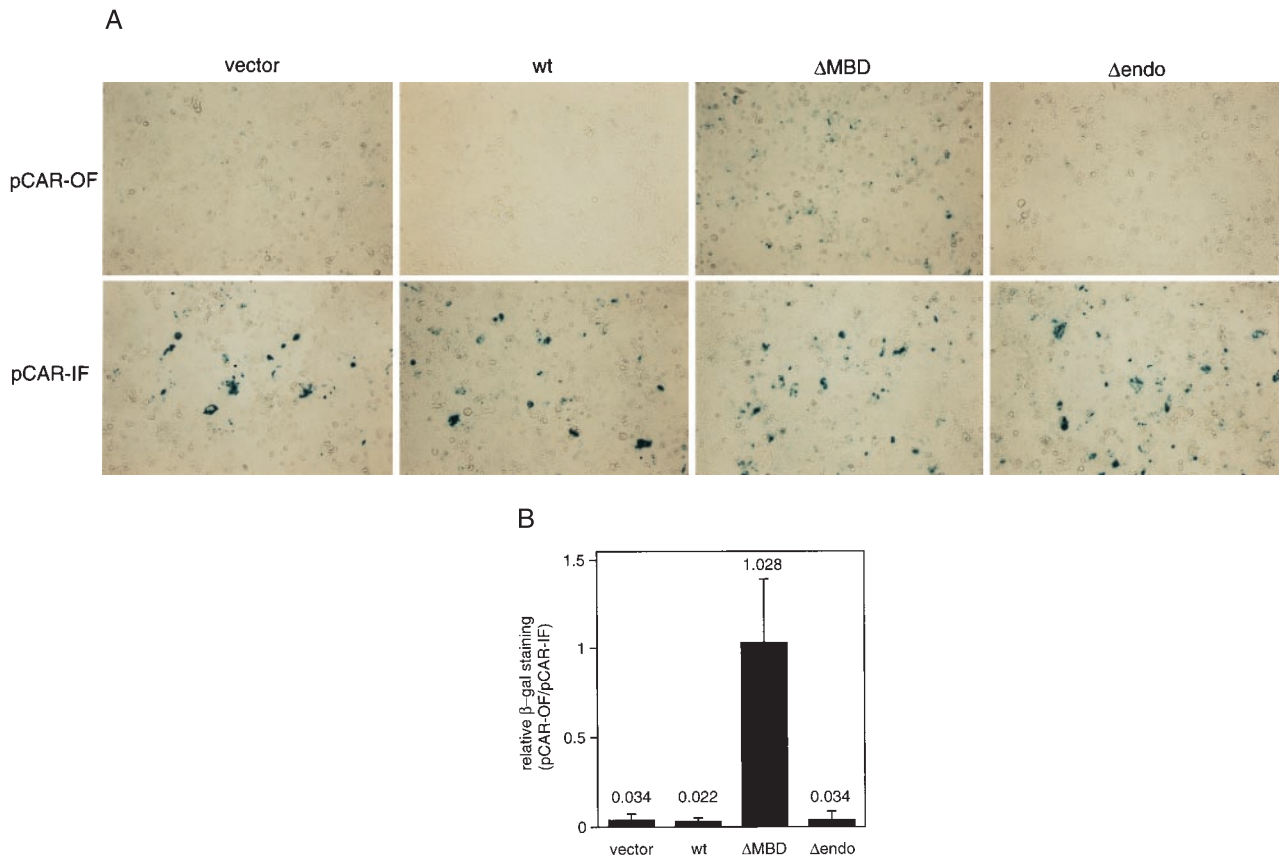 A
vector wt ΔMBD Δendo
pCAR-OF
pCAR-IF
B
relative β-gal staining
(pCAR-OF/pCAR-IF)
1.5
1
0.5
0
1.028
0.034 0.022 0.034
vector wt ΔMBD Δendo